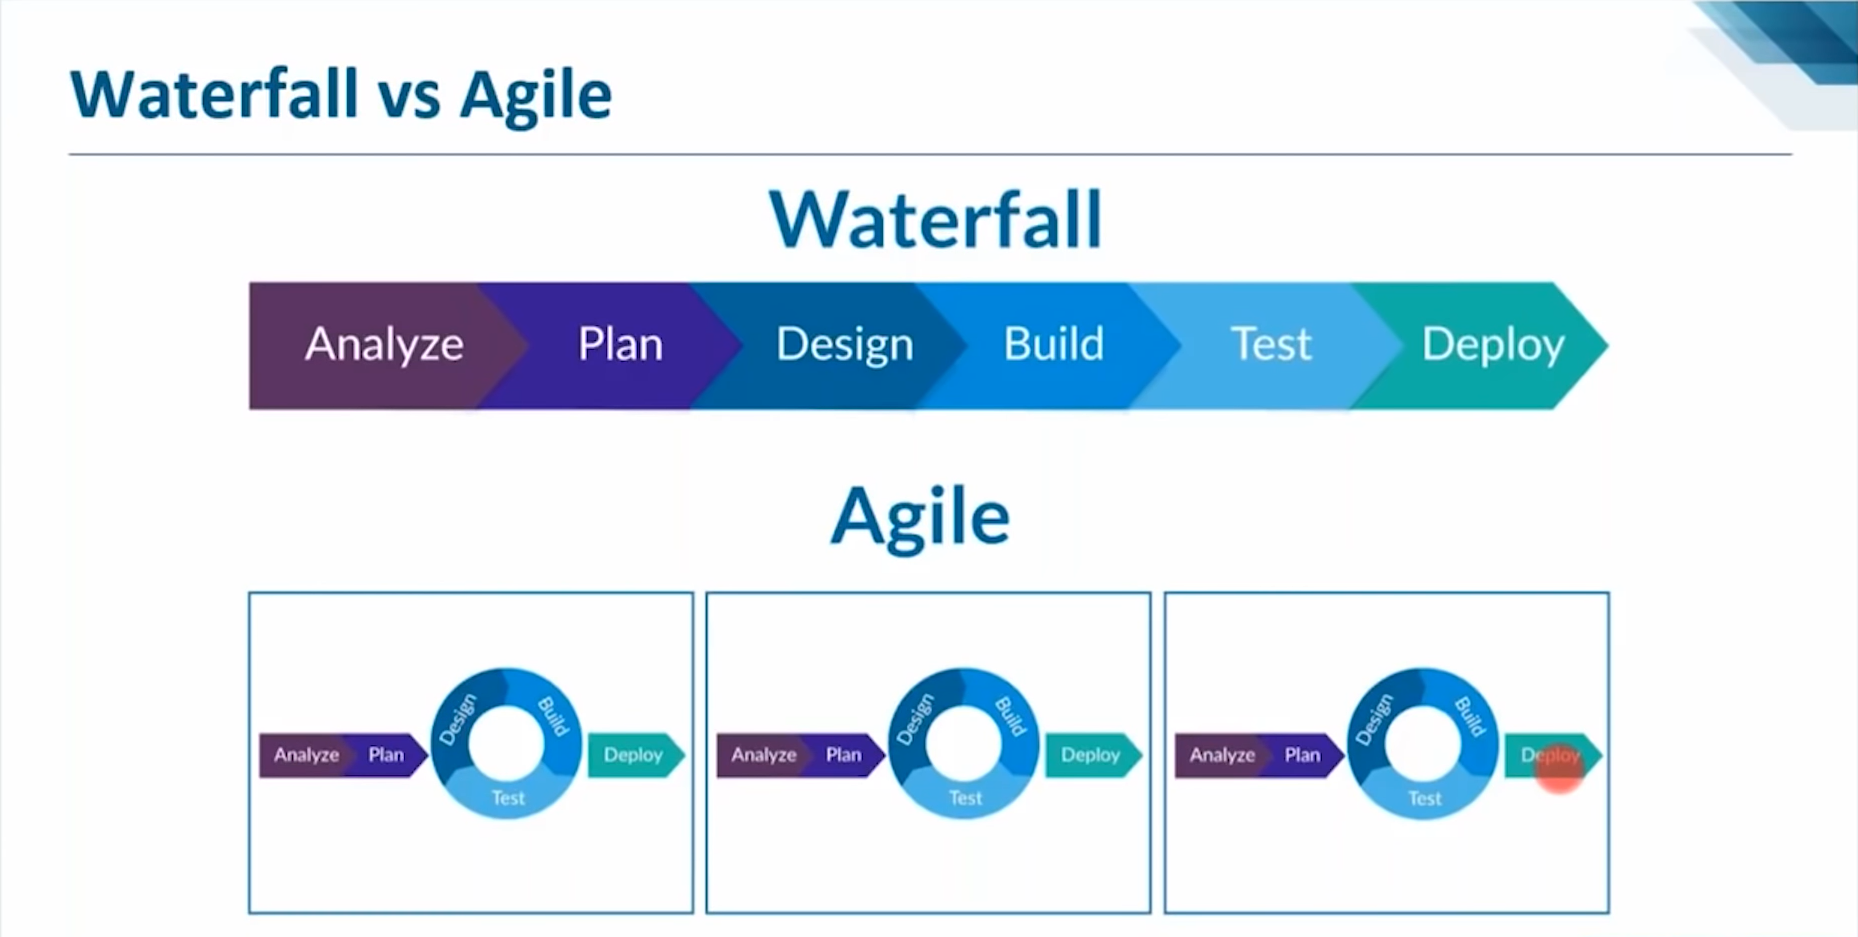 Waterfall vs Agile
Waterfall
Analyze Plan Design Build Test Deploy
Agile
Analyze Plan Design Build Test Deploy
Analyze Plan Design Build Test Deploy
Analyze Plan Design Build Test Deploy